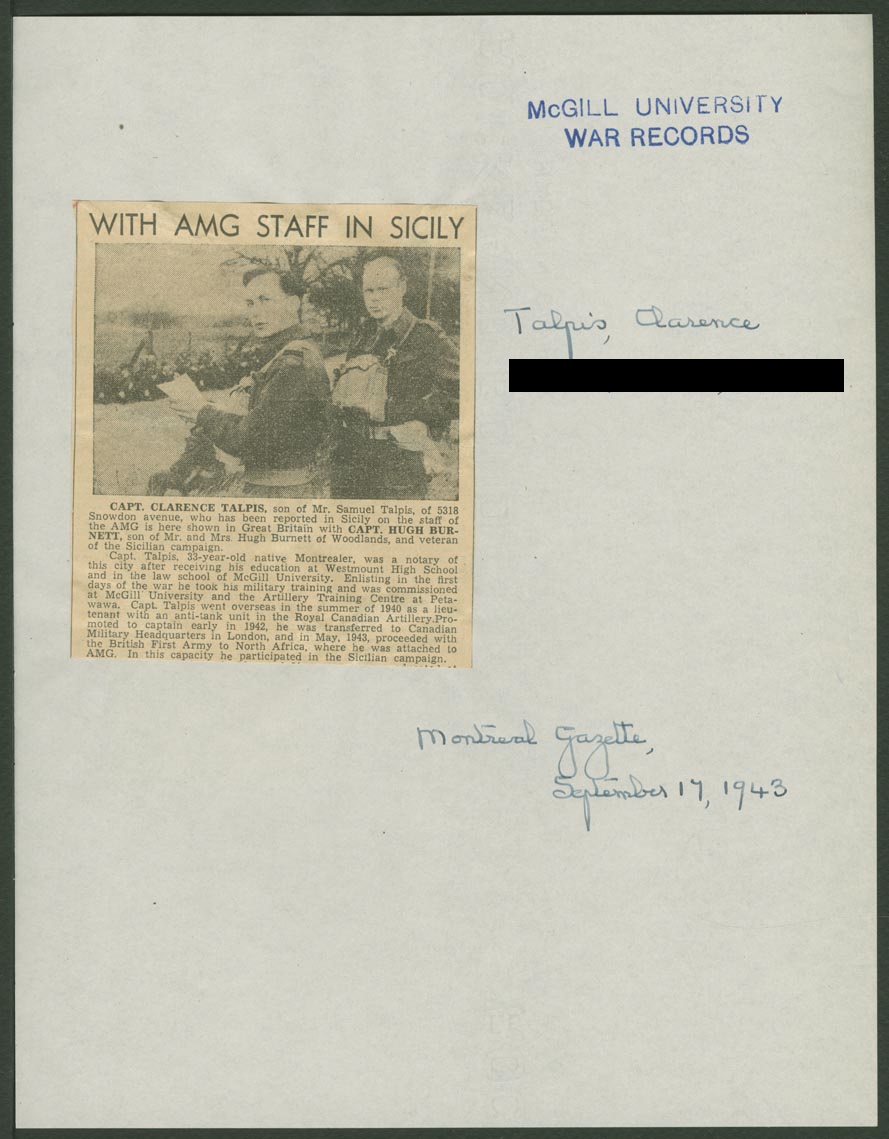 McGILL UNIVERSITY
WAR RECORDS
WITH AMG STAFF IN SICILY
Talpis, Clarence
CAPT. CLARENCE TALPIS, son of Mr. Samuel Talpis, of 5318
Snowdon avenue, who has been reported in Sicily on the staff of
the AMG is here shown in Great Britain with CAPT. HUGH BUR-
NETT, son of Mr. and Mrs. Hugh Burnett of Woodlands, and veteran
of the Sicilian campaign.
Capt. Talpis, 33-year-old native Montrealer, was a notary of
this city after receiving his education at Westmount High School
and in the law school of McGill University. Enlisting in the first
days of the war he took his military training and was commissioned
at McGill University and the Artillery Training Centre at Peta-
wawa. Capt. Talpis went overseas in the summer of 1940 as a lieu-
tenant with an anti-tank unit in the Royal Canadian Artillery.Pro-
moted to captain early in 1942, he was transferred to Canadian
Military Headquarters in London, and in May, 1943, proceeded with
the British First Army to North Africa, where he was attached to
AMG. In this capacity he participated in the Sicilian campaign.
Montreal Gazette,
September 17, 1943